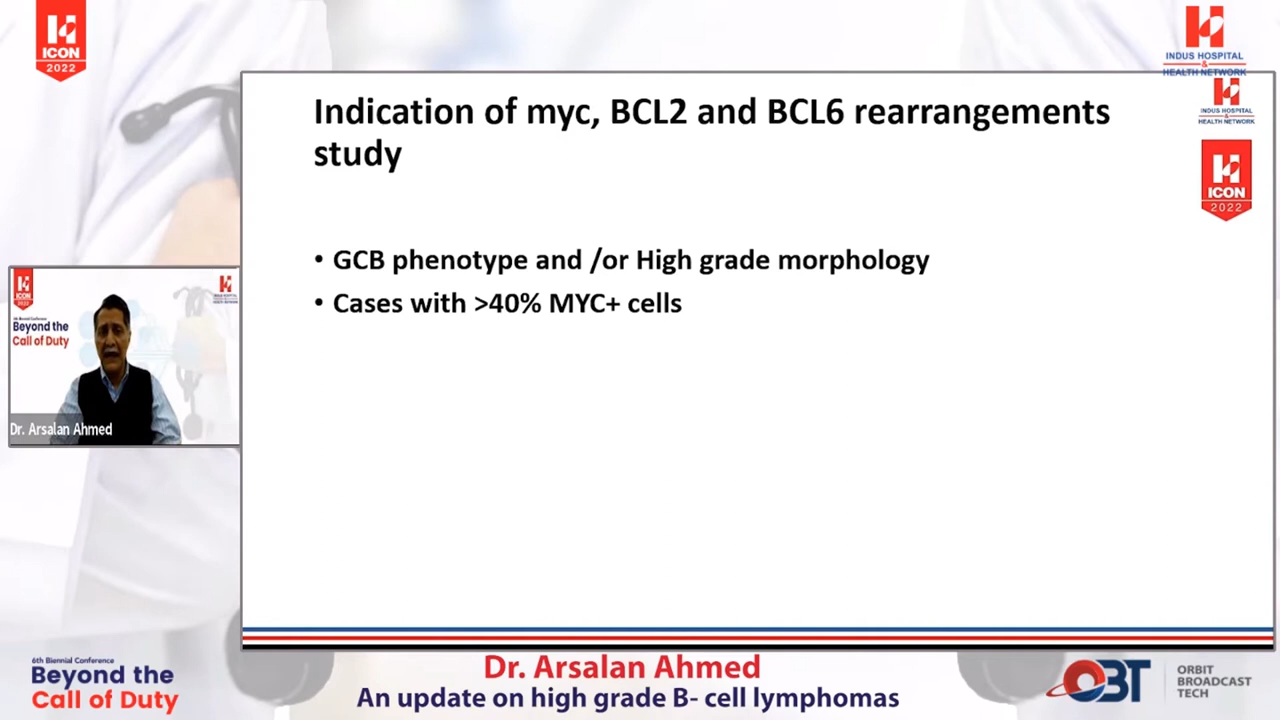 ICON
2022
INDUS HOSPITAL
&
HEALTH NETWORK
INDUS HOSPITAL
& HEALTH NETWORK
ICON
2022
Indication of myc, BCL2 and BCL6 rearrangements
study
• GCB phenotype and /or High grade morphology
• Cases with >40% MYC+ cells
ICON
2022
Beyond the
Call of Duty
Dr. Arsalan Ahmed
6th Biennial Conference
Beyond the
Call of Duty
Dr. Arsalan Ahmed
An update on high grade B- cell lymphomas
OBT
ORBIT
BROADCAST
TECH